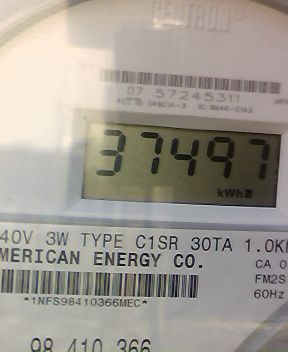 CENTRON
07 57245311
37497
kWh
40V 3W TYPE C1SR 30TA 1.0K
MERICAN ENERGY CO.
CA 0
FM2S
60Hz
*1NFS98410366MEC*
98 410 366